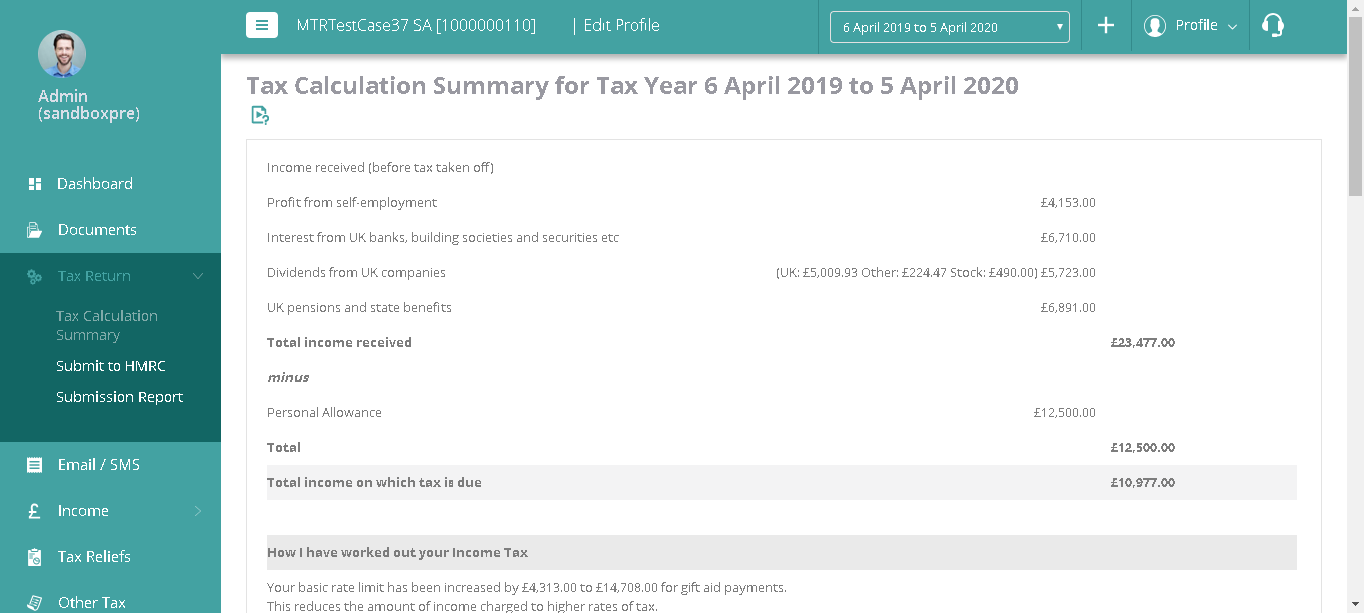 MTRTestCase37 SA [1000000110] | Edit Profile
6 April 2019 to 5 April 2020
Profile
Admin
(sandboxpre)
Dashboard
Documents
Tax Return
Tax Calculation
Summary
Submit to HMRC
Submission Report
Email / SMS
Income
Tax Reliefs
Other Tax
Tax Calculation Summary for Tax Year 6 April 2019 to 5 April 2020
Income received (before tax taken off)
Profit from self-employment £4,153.00
Interest from UK banks, building societies and securities etc £6,710.00
Dividends from UK companies (UK: £5,009.93 Other: £224.47 Stock: £490.00) £5,723.00
UK pensions and state benefits £6,891.00
Total income received £23,477.00
minus
Personal Allowance £12,500.00
Total £12,500.00
Total income on which tax is due £10,977.00
How I have worked out your Income Tax
Your basic rate limit has been increased by £4,313.00 to £14,708.00 for gift aid payments.
This reduces the amount of income charged to higher rates of tax.